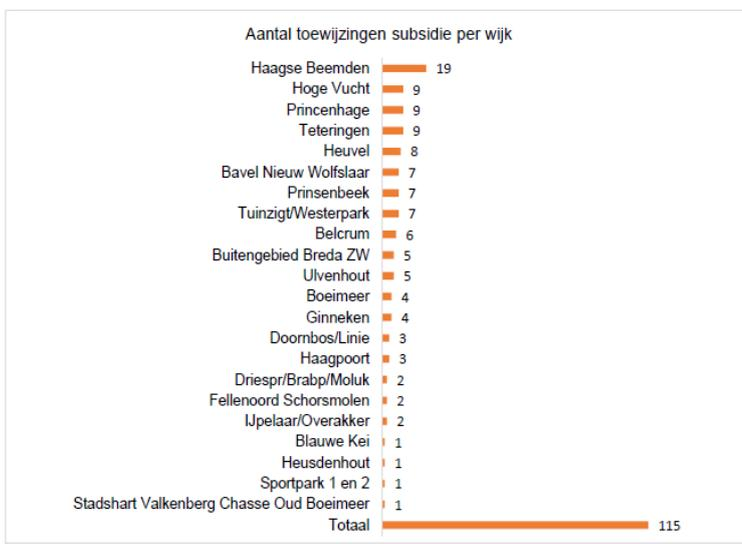 Aantal toewijzingen subsidie per wijk
Haagse Beemden 19
Hoge Vucht 9
Princenhage 9
Teteringen 9
Heuvel 8
Bavel Nieuw Wolfslaar 7
Prinsenbeek 7
Tuinzigt/Westerpark 7
Belcrum 6
Buitengebied Breda ZW 5
Ulvenhout 5
Boeimeer 4
Ginneken 4
Doornbos/Linie 3
Haagpoort 3
Driespr/Brabp/Moluk 2
Fellenoord Schorsmolen 2
IJpelaar/Overakker 2
Blauwe Kei 1
Heusdenhout 1
Sportpark 1 en 2 1
Stadshart Valkenberg Chasse Oud Boeimeer 1
Totaal 115